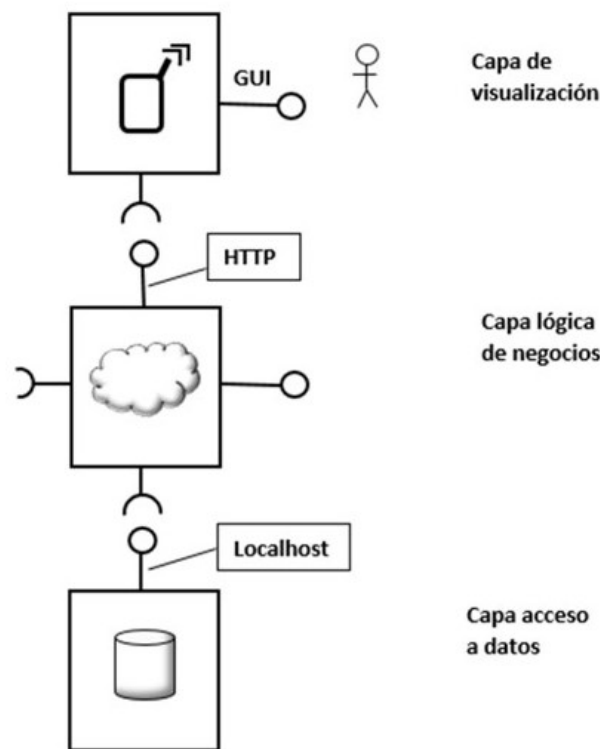 GUI
Capa de
visualización
HTTP
Capa lógica
de negocios
Localhost
Capa acceso
a datos